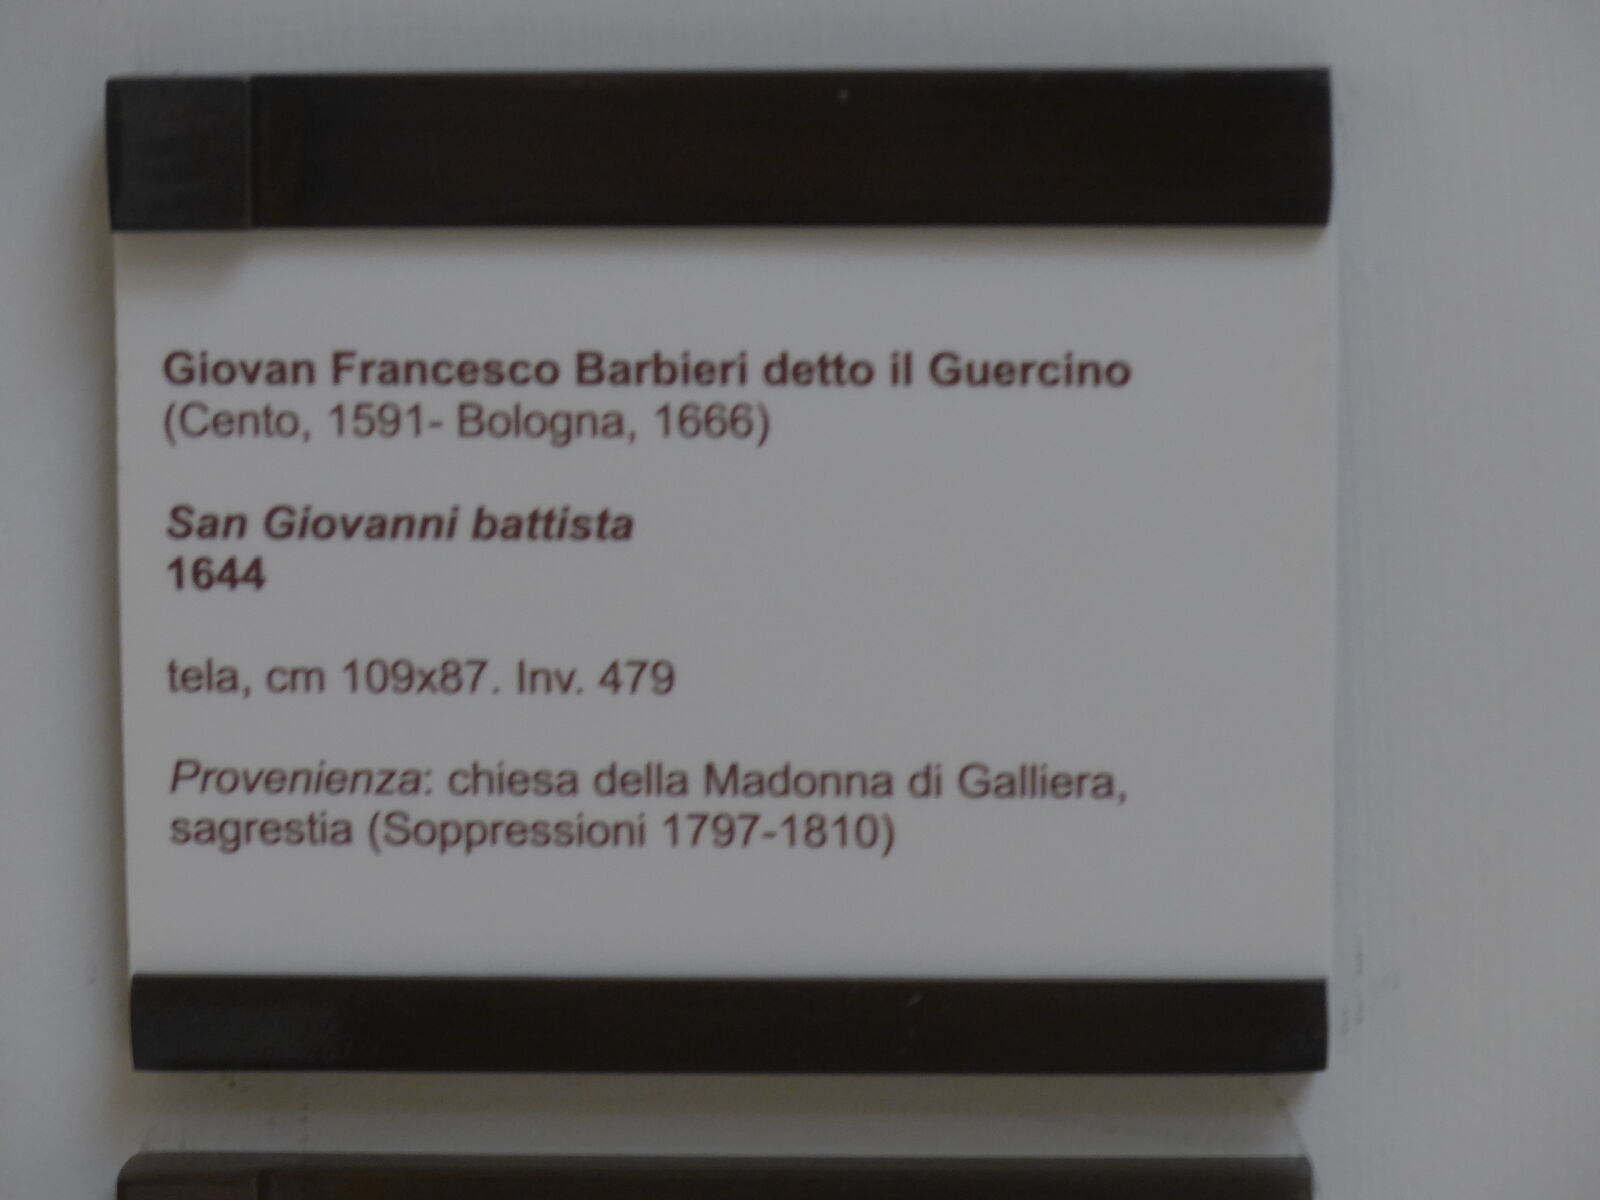 Giovan Francesco Barbieri detto il Guercino
(Cento, 1591- Bologna, 1666)
San Giovanni battista
1644
tela, cm 109x87. Inv. 479
Provenienza: chiesa della Madonna di Galliera,
sagrestia (Soppressioni 1797-1810)